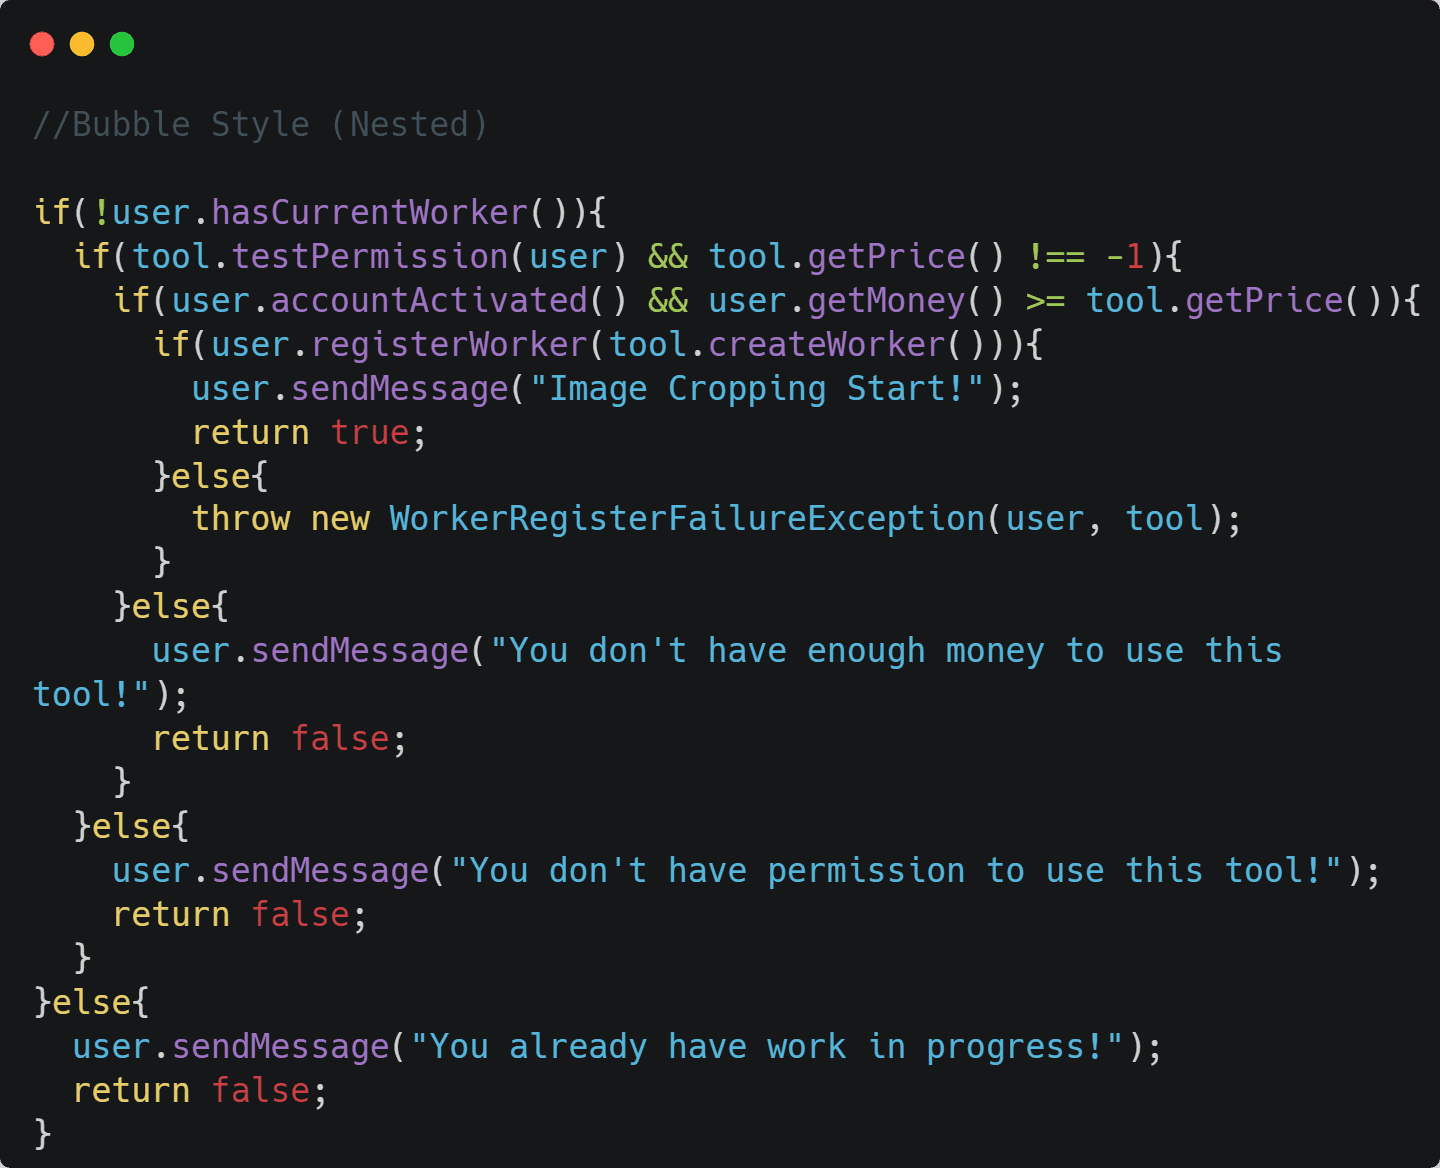 //Bubble Style (Nested)

if(!user.hasCurrentWorker()){
  if(tool.testPermission(user) && tool.getPrice() !== -1){
    if(user.accountActivated() && user.getMoney() >= tool.getPrice()){
      if(user.registerWorker(tool.createWorker())){
        user.sendMessage("Image Cropping Start!");
        return true;
      }else{
        throw new WorkerRegisterFailureException(user, tool);
      }
    }else{
      user.sendMessage("You don't have enough money to use this
tool!");
      return false;
    }
  }else{
    user.sendMessage("You don't have permission to use this tool!");
    return false;
  }
}else{
  user.sendMessage("You already have work in progress!");
  return false;
}